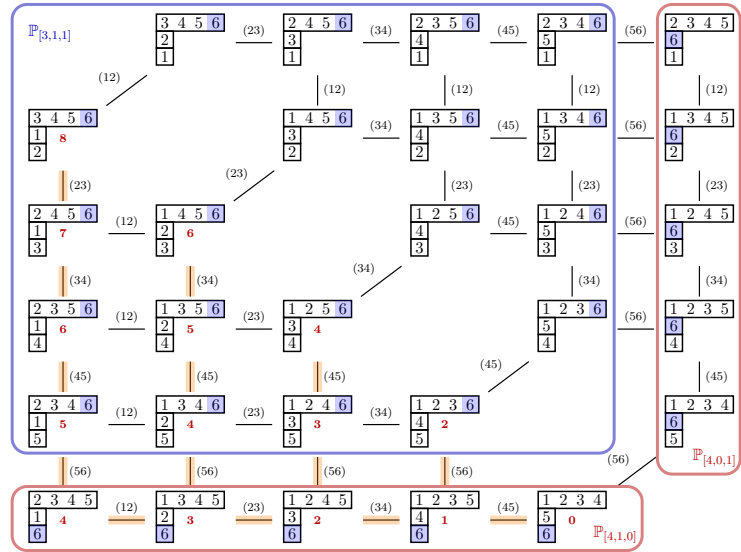 ℙ[3,1,1]
3 4 5 6 (23) 2 4 5 6 (34) 2 3 5 6 (45) 2 3 4 6 (56) 2 3 4 5
2 3 4 5 6
1 1 1 1 1
(12) (12) (12) (12) (12)
3 4 5 6 1 4 5 6 (34) 1 3 5 6 (45) 1 3 4 6 (56) 1 3 4 5
1 8 3 4 5 6
2 2 2 2 2
(23) (23) (23) (23) (23)
2 4 5 6 (12) 1 4 5 6 1 2 5 6 (45) 1 2 4 6 (56) 1 2 4 5
1 7 2 6 4 5 6
3 3 3 3 3
(34) (34) (34) (34) (34)
2 3 5 6 (12) 1 3 5 6 (23) 1 2 5 6 1 2 3 6 (56) 1 2 3 5
1 6 2 5 3 4 5 6
4 4 4 4 4
(45) (45) (45) (45) (45)
2 3 4 6 (12) 1 3 4 6 (23) 1 2 4 6 (34) 1 2 3 6 1 2 3 4
1 5 2 4 3 3 4 2 6
5 5 5 5 5
ℙ[4,0,1]
(56) (56) (56) (56) (56)
2 3 4 5 (12) 1 3 4 5 (23) 1 2 4 5 (34) 1 2 3 5 (45) 1 2 3 4
1 4 2 3 3 2 4 1 5 0
6 6 6 6 6
ℙ[4,1,0]